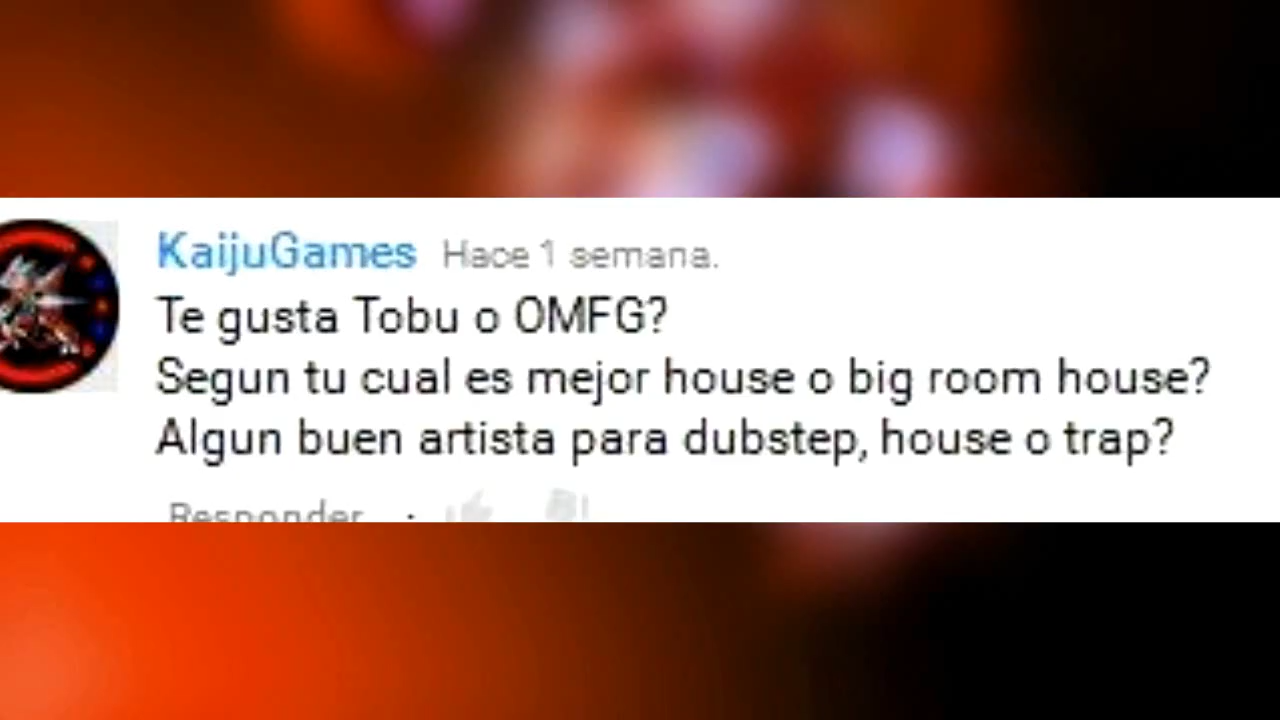 KaijuGames Hace 1 semana.
Te gusta Tobu o OMFG?
Segun tu cual es mejor house o big room house?
Algun buen artista para dubstep, house o trap?
Responder ·